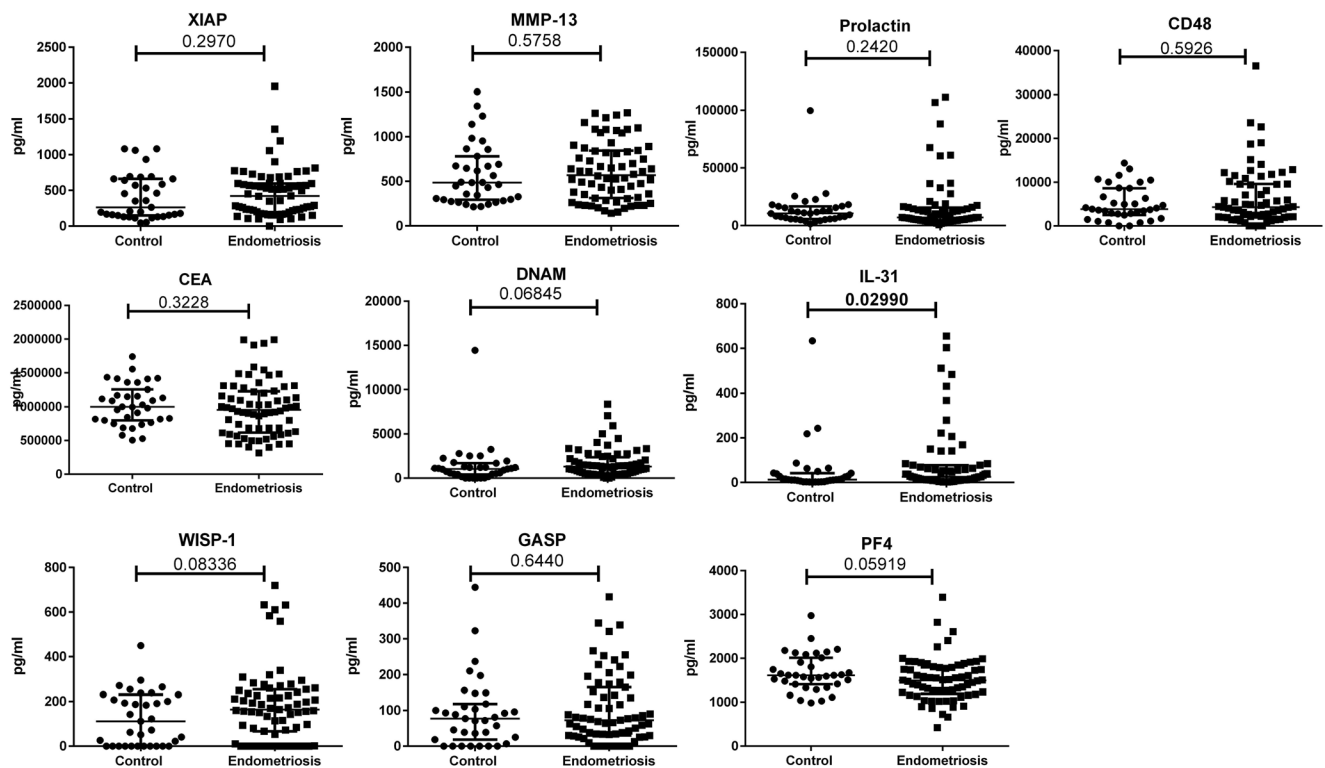 XIAP
0.2970
2500
2000
1500
1000
500
0
pg/ml
Control Endometriosis
MMP-13
0.5758
2000
1500
1000
500
0
pg/ml
Control Endometriosis
Prolactin
0.2420
150000
100000
50000
0
pg/ml
Control Endometriosis
CD48
0.5926
40000
30000
20000
10000
0
pg/ml
Control Endometriosis
CEA
0.3228
2500000
2000000
1500000
1000000
500000
0
pg/ml
Control Endometriosis
DNAM
0.06845
20000
15000
10000
5000
0
pg/ml
Control Endometriosis
IL-31
0.02990
800
600
400
200
0
pg/ml
Control Endometriosis
WISP-1
0.08336
800
600
400
200
0
pg/ml
Control Endometriosis
GASP
0.6440
500
400
300
200
100
0
pg/ml
Control Endometriosis
PF4
0.05919
4000
3000
2000
1000
0
pg/ml
Control Endometriosis